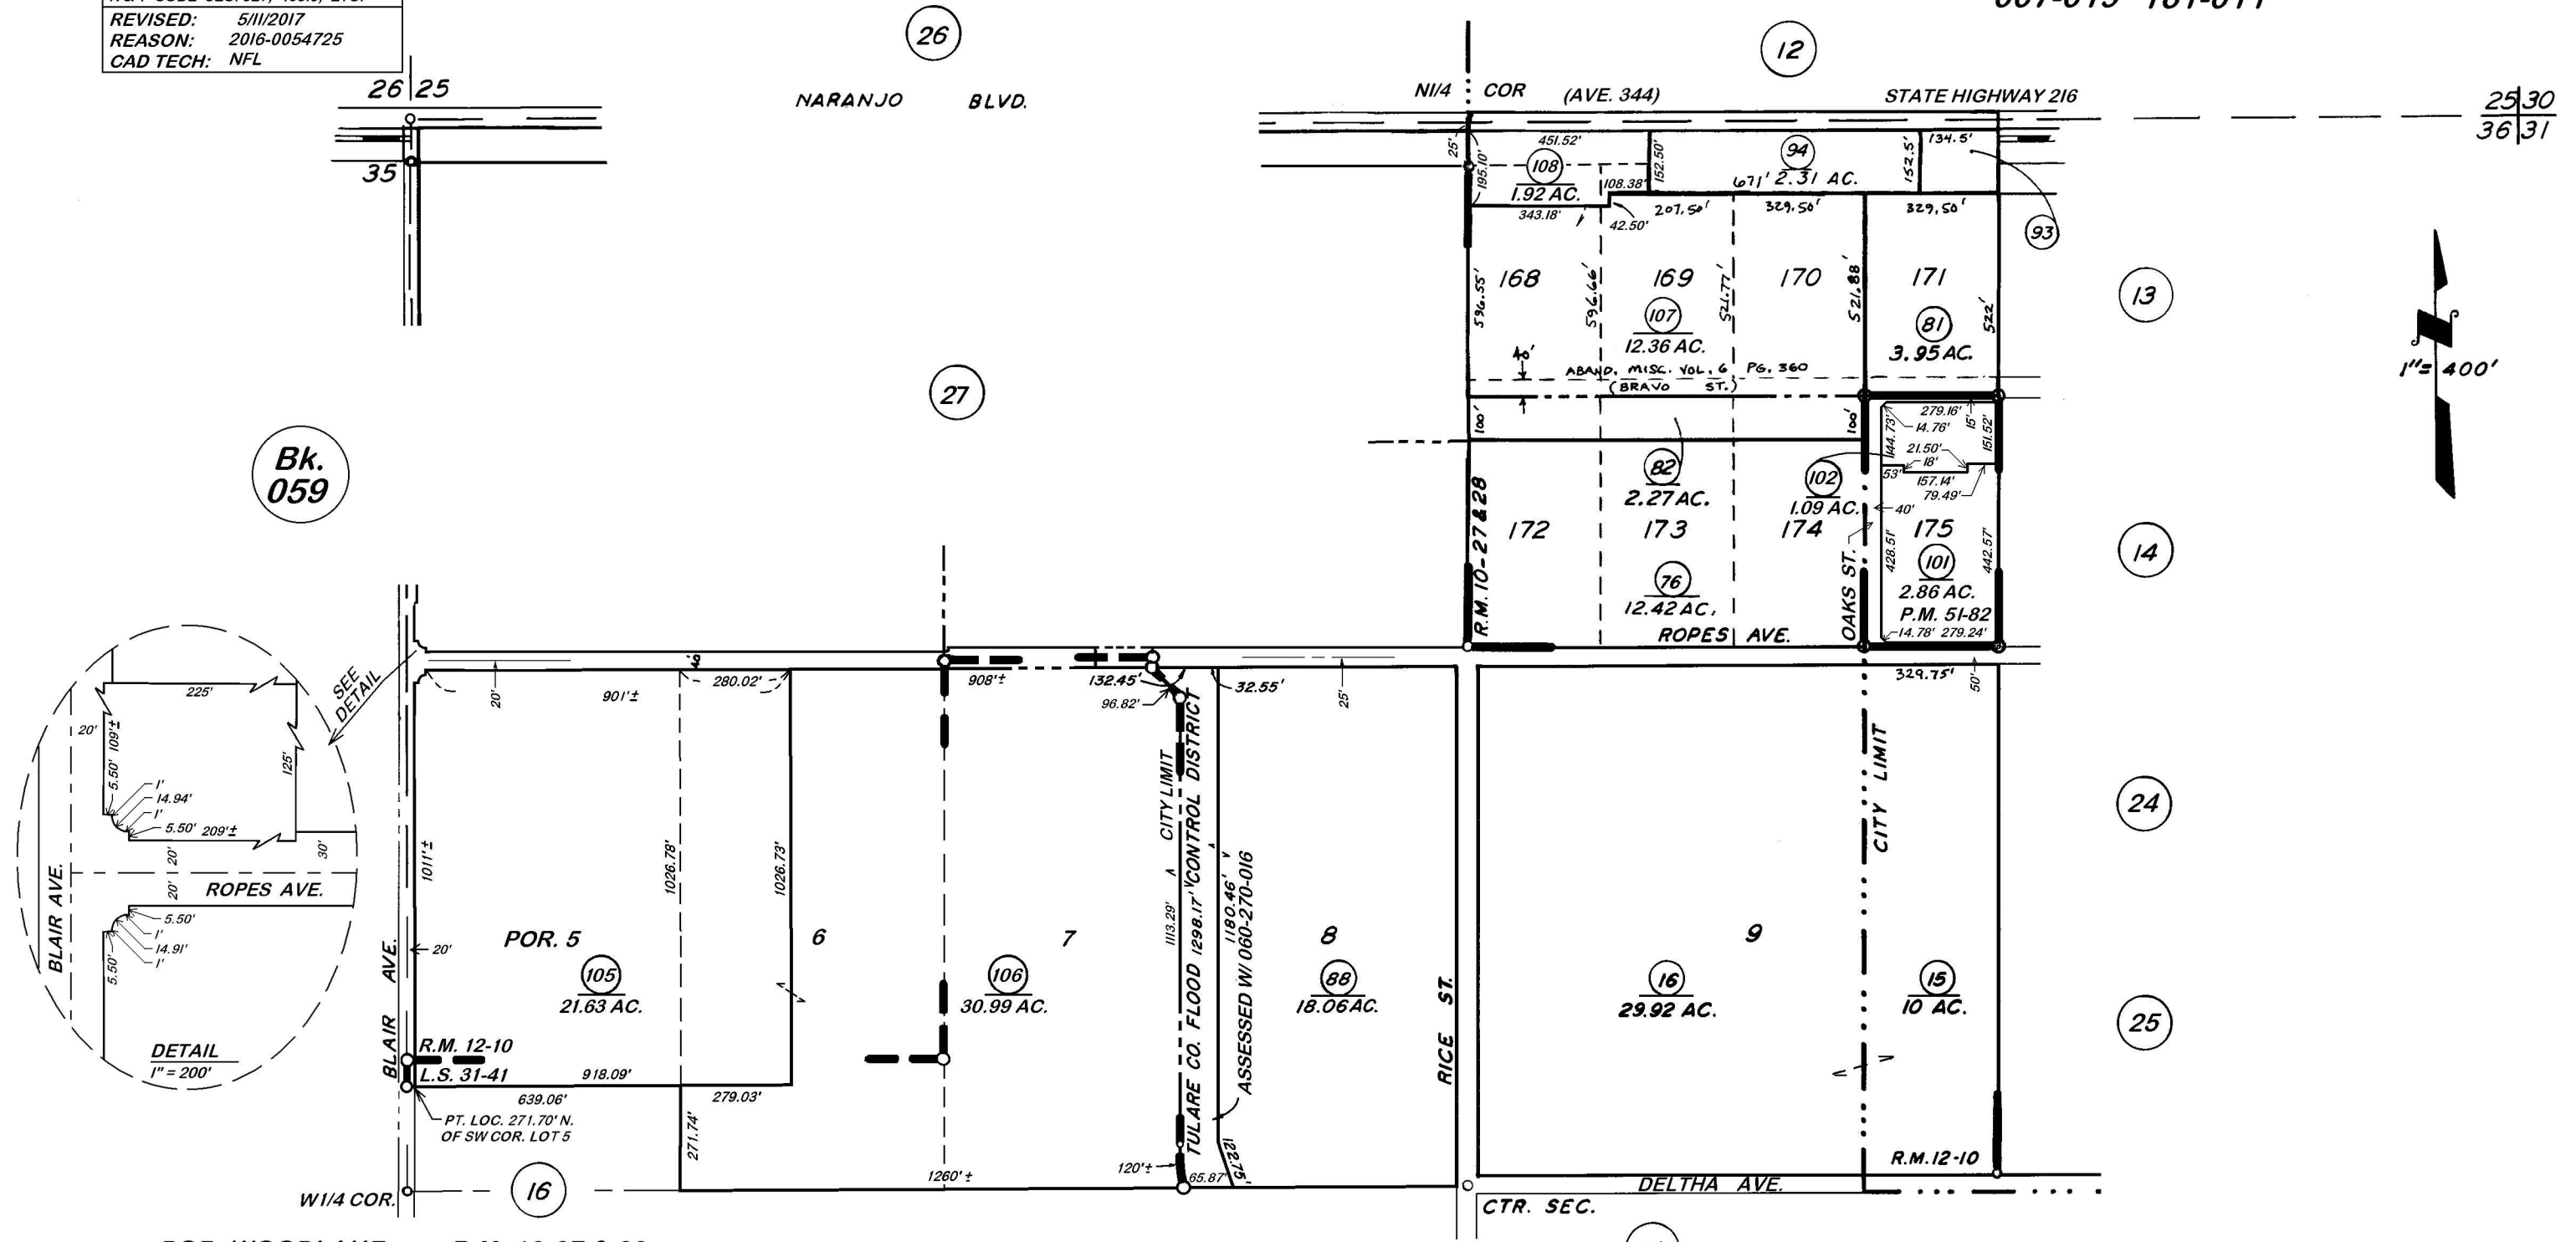 REVISED: 5/11/2017
REASON: 2016-0054725
CAD TECH: NFL
26 25
35
26
NARANJO BLVD.
12
N1/4 COR (AVE. 344) STATE HIGHWAY 216
25 30
36 31
25'
195.10'
451.52'
108
1.92 AC.
343.18'
108.38'
42.50'
152.50'
94
671' 2.31 AC.
152.5'
134.5'
207.50'
329.50'
329.50'
93
168
169
170
171
596.55'
596.66'
521.77'
521.88'
522'
107
12.36 AC.
81
3.95 AC.
40'
ABAND. MISC. VOL. 6 PG. 360
(BRAVO ST.)
13
1"= 400'
27
Bk.
059
100'
100'
279.16'
14.76'
15'
144.73'
151.52'
21.50'
18'
53'
157.14'
79.49'
82
2.27 AC.
102
1.09 AC.
40'
R.M. 10-27 & 28
172
173
174
175
OAKS ST.
428.51'
442.57'
101
2.86 AC.
P.M. 51-82
14.78' 279.24'
76
12.42 AC.
ROPES AVE.
14
SEE
DETAIL
225'
20'
109'±
5.50'
125'
1'
14.94'
1'
5.50' 209'±
20'
30'
20'
ROPES AVE.
BLAIR AVE.
5.50'
1'
14.91'
1'
5.50'
DETAIL
1" = 200'
20'
901'±
280.02'
908'±
132.45'
96.82'
32.55'
25'
329.75'
50'
1011'±
1026.78'
1026.73'
1113.29'
CITY LIMIT
TULARE CO. FLOOD 1298.17' CONTROL DISTRICT
1180.46'
ASSESSED W/ 060-270-016
CITY LIMIT
24
BLAIR AVE.
20'
POR. 5
6
7
8
9
105
21.63 AC.
106
30.99 AC.
88
18.06 AC.
RICE ST.
16
29.92 AC.
15
10 AC.
25
R.M. 12-10
L.S. 31-41
918.09'
639.06'
279.03'
PT. LOC. 271.70' N.
OF SW COR. LOT 5
271.74'
1260'±
120'±
65.87'
122.75'
R.M. 12-10
W1/4 COR.
16
DELTHA AVE.
CTR. SEC.